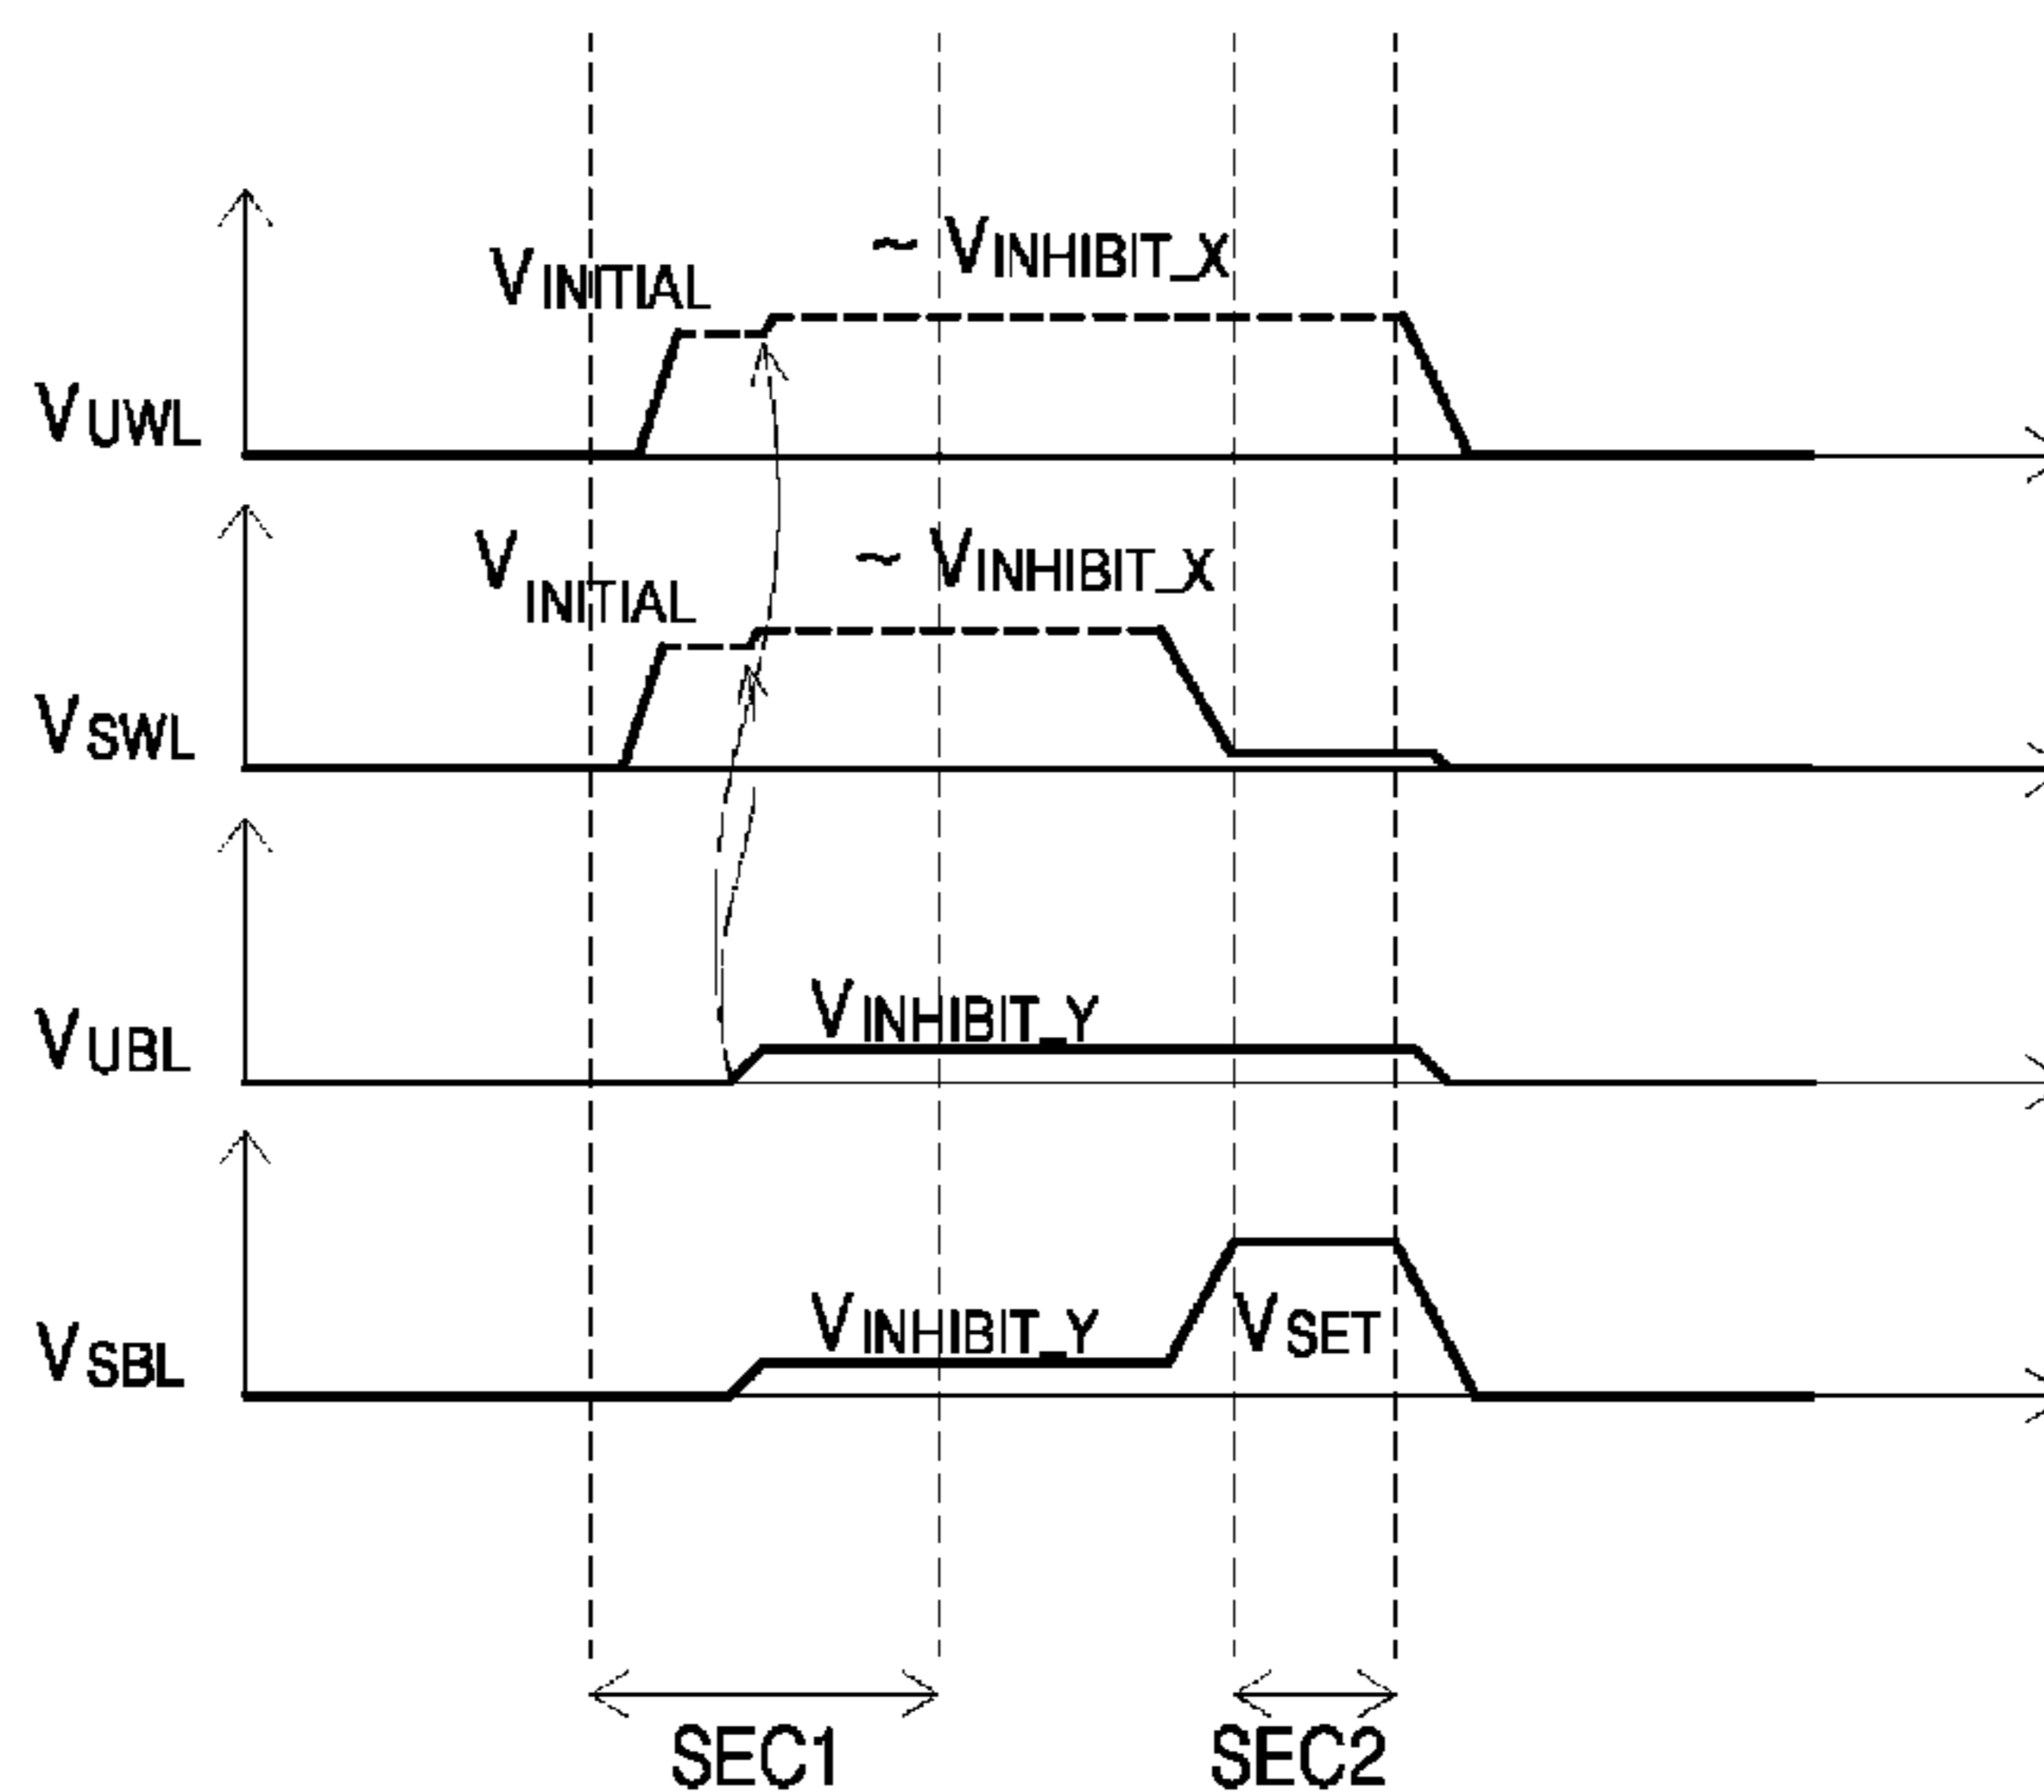 ~ VINHIBIT_X
VINITIAL
VUWL
VINITIAL
~ VINHIBIT_X
VSWL
VINHIBIT_Y
VUBL
VINHIBIT_Y
VSET
VSBL
SEC1
SEC2